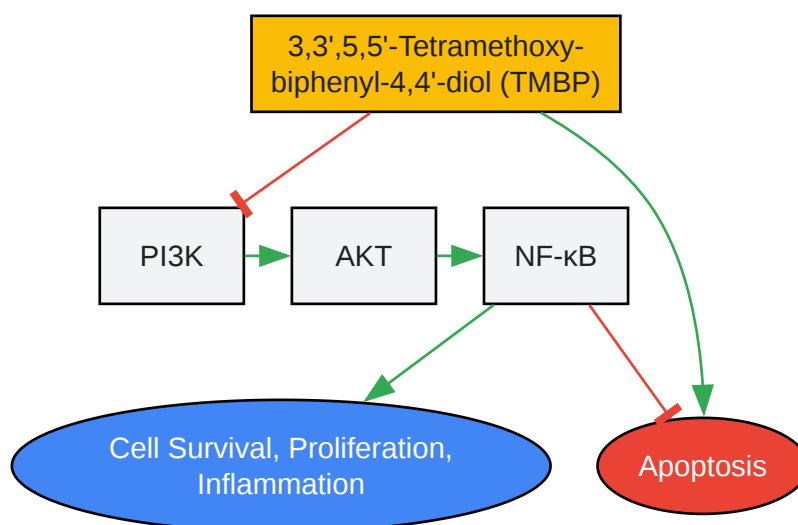 3,3',5,5'-Tetramethoxy-
biphenyl-4,4'-diol (TMBP)
PI3K
AKT
NF-κB
Cell Survival, Proliferation,
Inflammation
Apoptosis